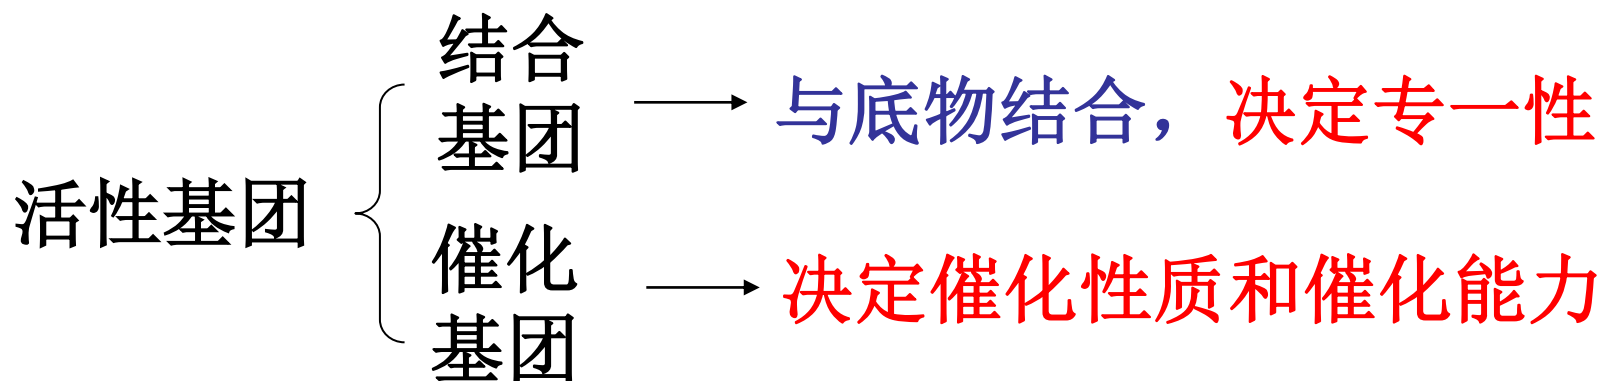 结合
基团
与底物结合，决定专一性
活性基团
催化
基团
决定催化性质和催化能力